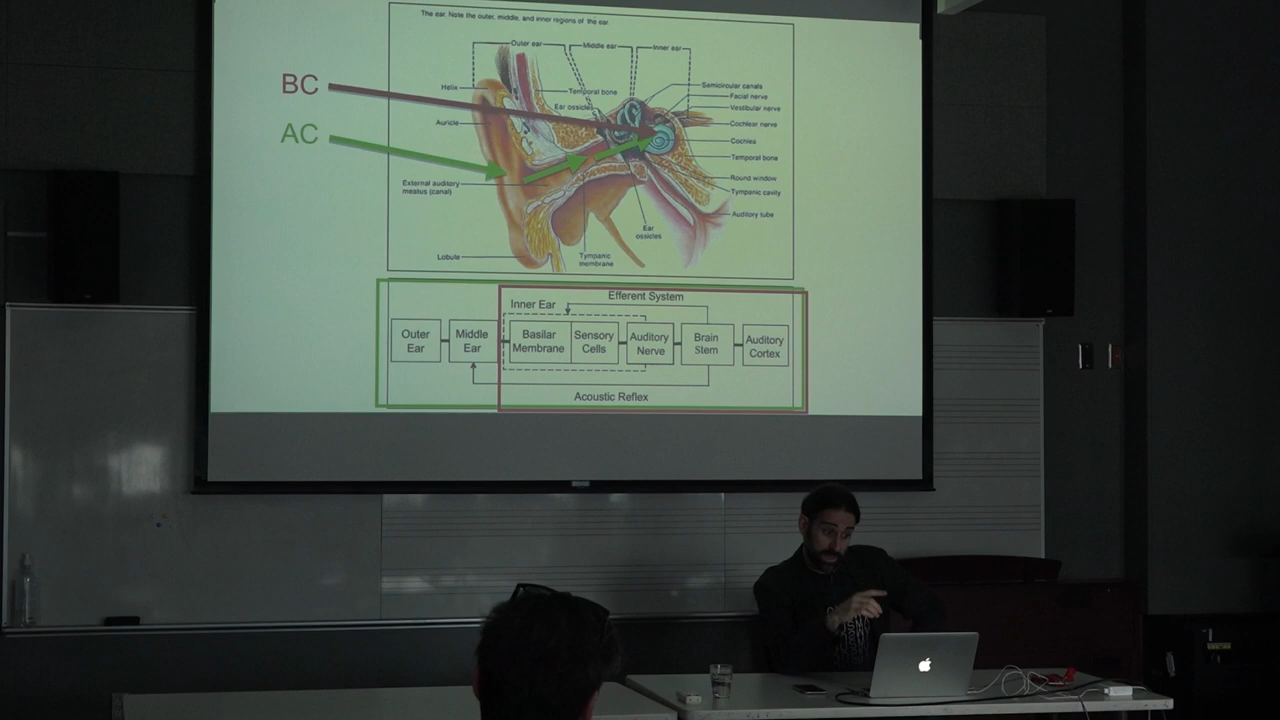 The ear. Note the outer, middle, and inner regions of the ear.
Outer ear
Middle ear
Inner ear
BC
Helix
Temporal bone
Semicircular canals
Facial nerve
Ear ossicles
Vestibular nerve
AC
Auricle
Cochlear nerve
Cochlea
Temporal bone
External auditory
meatus (canal)
Round window
Tympanic cavity
Auditory tube
Ear
ossicles
Lobule
Tympanic
membrane
Efferent System
Inner Ear
Outer
Ear
Middle
Ear
Basilar
Membrane
Sensory
Cells
Auditory
Nerve
Brain
Stem
Auditory
Cortex
Acoustic Reflex